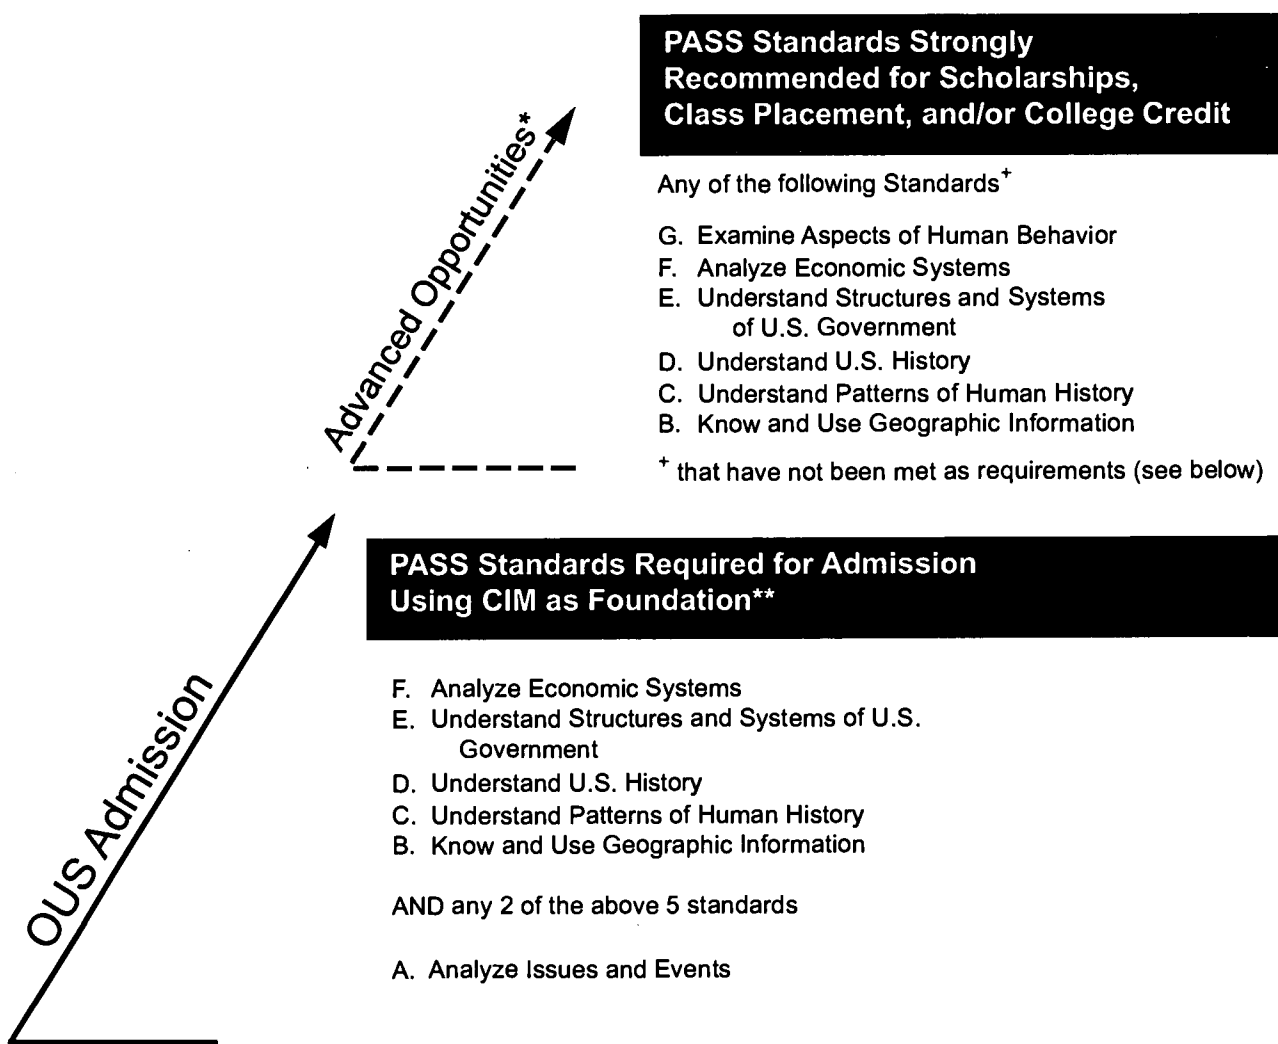 PASS Standards Strongly
Recommended for Scholarships,
Class Placement, and/or College Credit
Advanced Opportunities*
Any of the following Standards+
G. Examine Aspects of Human Behavior
F. Analyze Economic Systems
E. Understand Structures and Systems
of U.S. Government
D. Understand U.S. History
C. Understand Patterns of Human History
B. Know and Use Geographic Information
+ that have not been met as requirements (see below)
PASS Standards Required for Admission
Using CIM as Foundation**
OUS Admission
F. Analyze Economic Systems
E. Understand Structures and Systems of U.S.
Government
D. Understand U.S. History
C. Understand Patterns of Human History
B. Know and Use Geographic Information
AND any 2 of the above 5 standards
A. Analyze Issues and Events